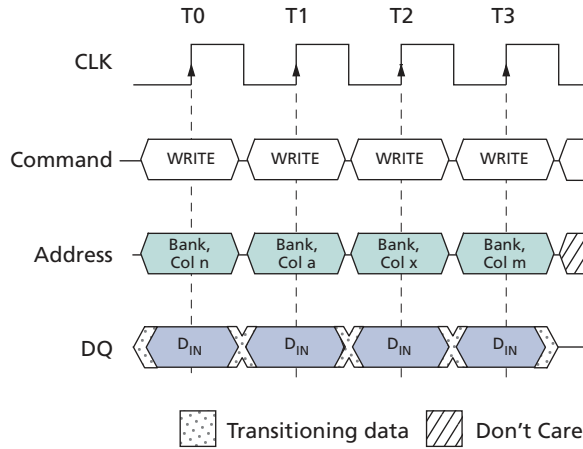 T0 T1 T2 T3
CLK
Command WRITE WRITE WRITE WRITE
Address Bank, Col n Bank, Col a Bank, Col x Bank, Col m
DQ DIN DIN DIN DIN
Transitioning data Don't Care